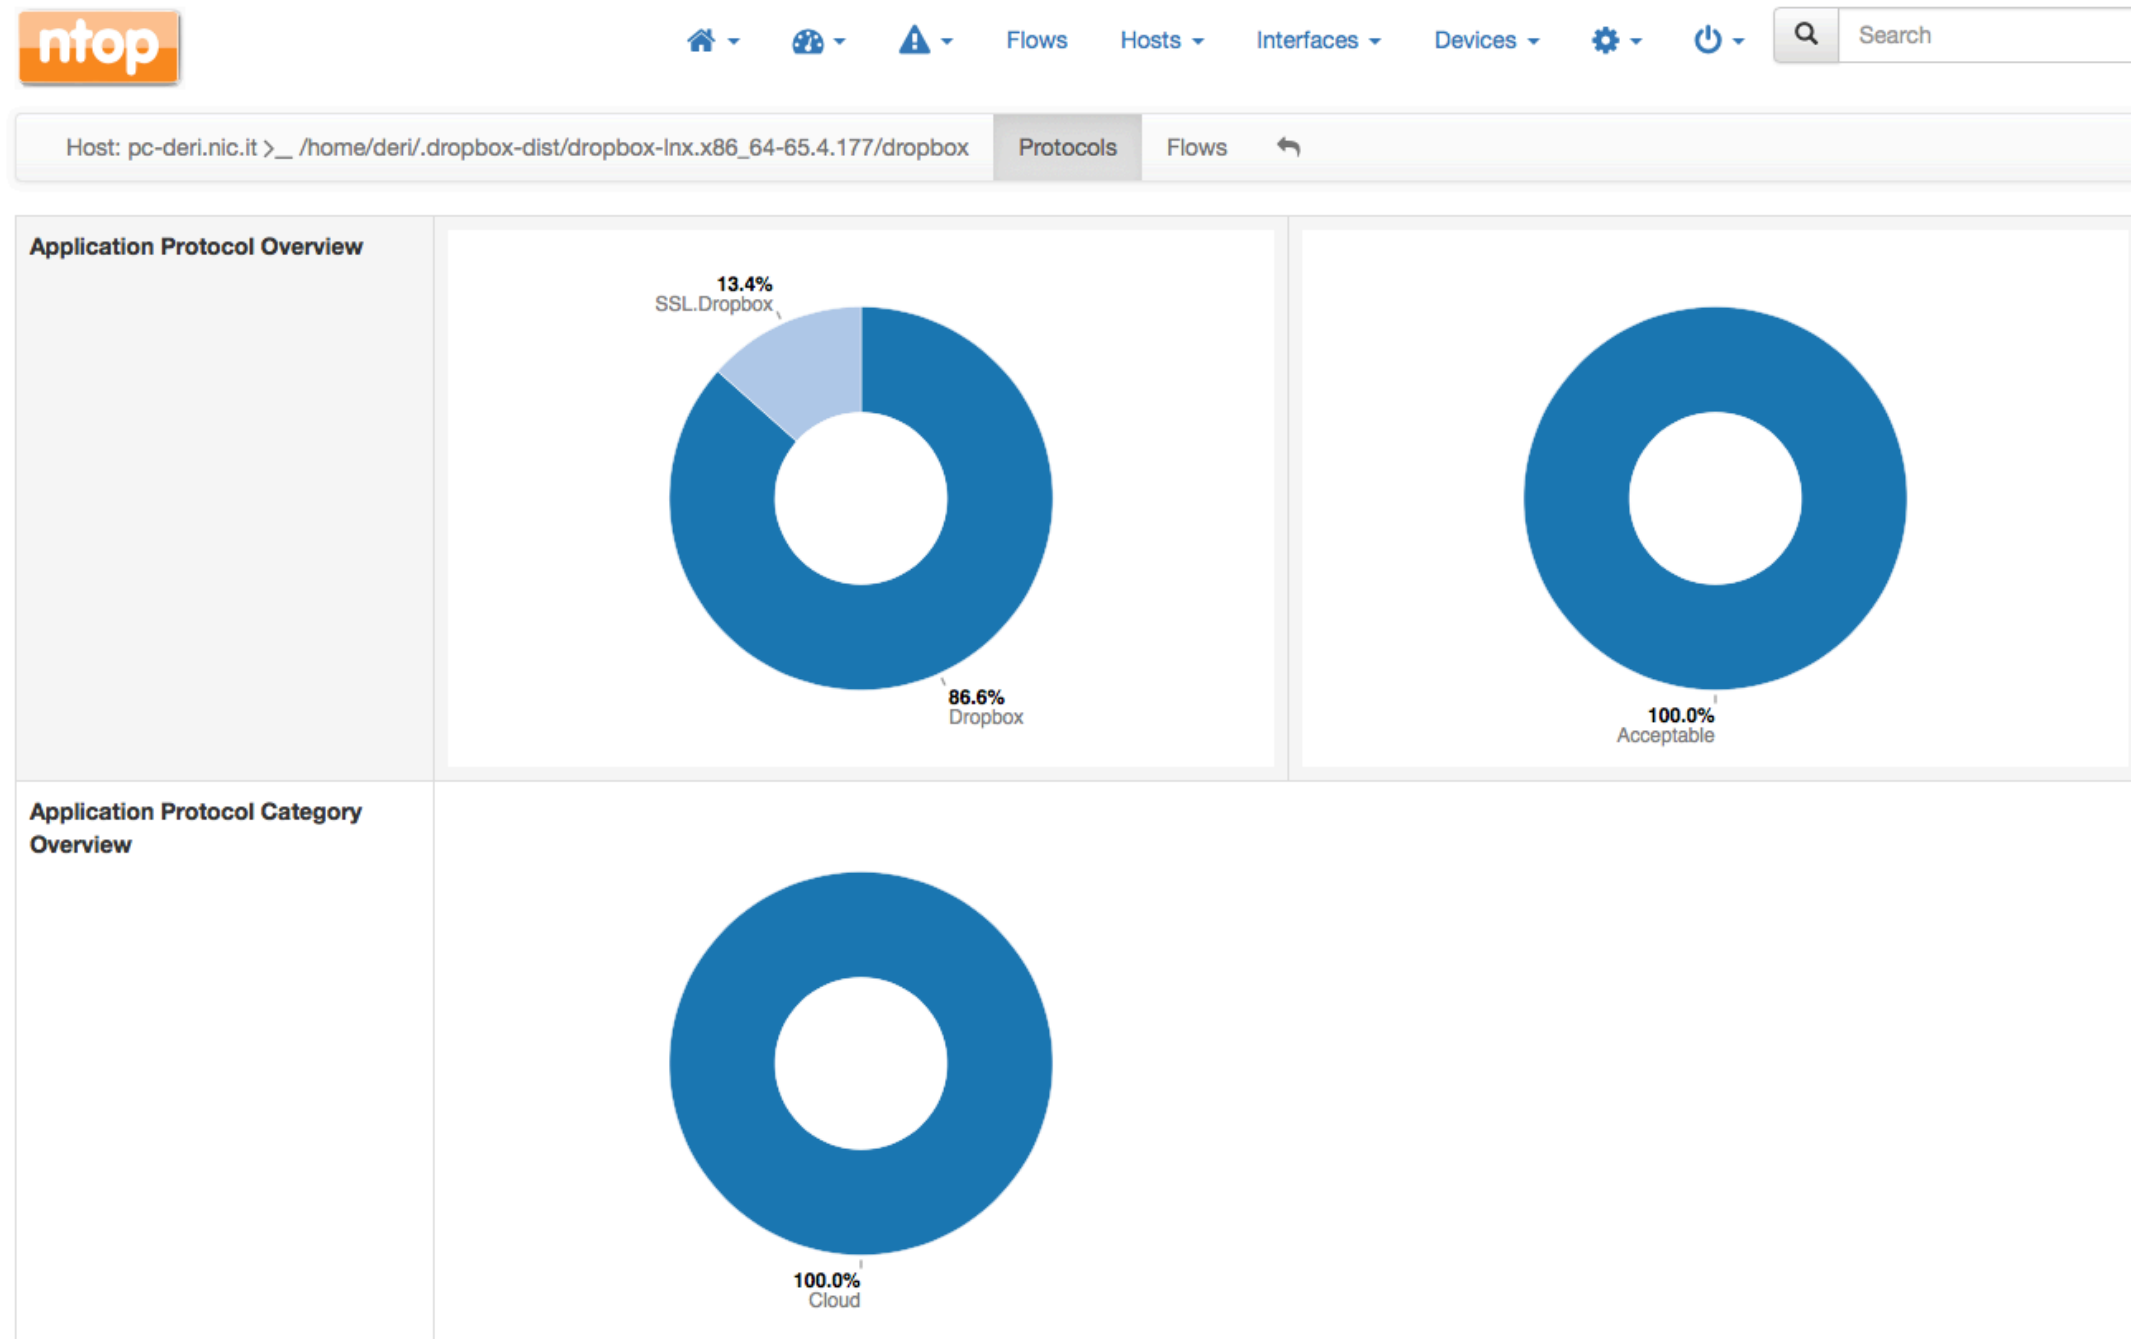 ntop
Flows
Hosts
Interfaces
Devices
Search
Host: pc-deri.nic.it >_ /home/deri/.dropbox-dist/dropbox-lnx.x86_64-65.4.177/dropbox
Protocols
Flows
Application Protocol Overview
13.4%
SSL.Dropbox
86.6%
Dropbox
100.0%
Acceptable
Application Protocol Category
Overview
100.0%
Cloud